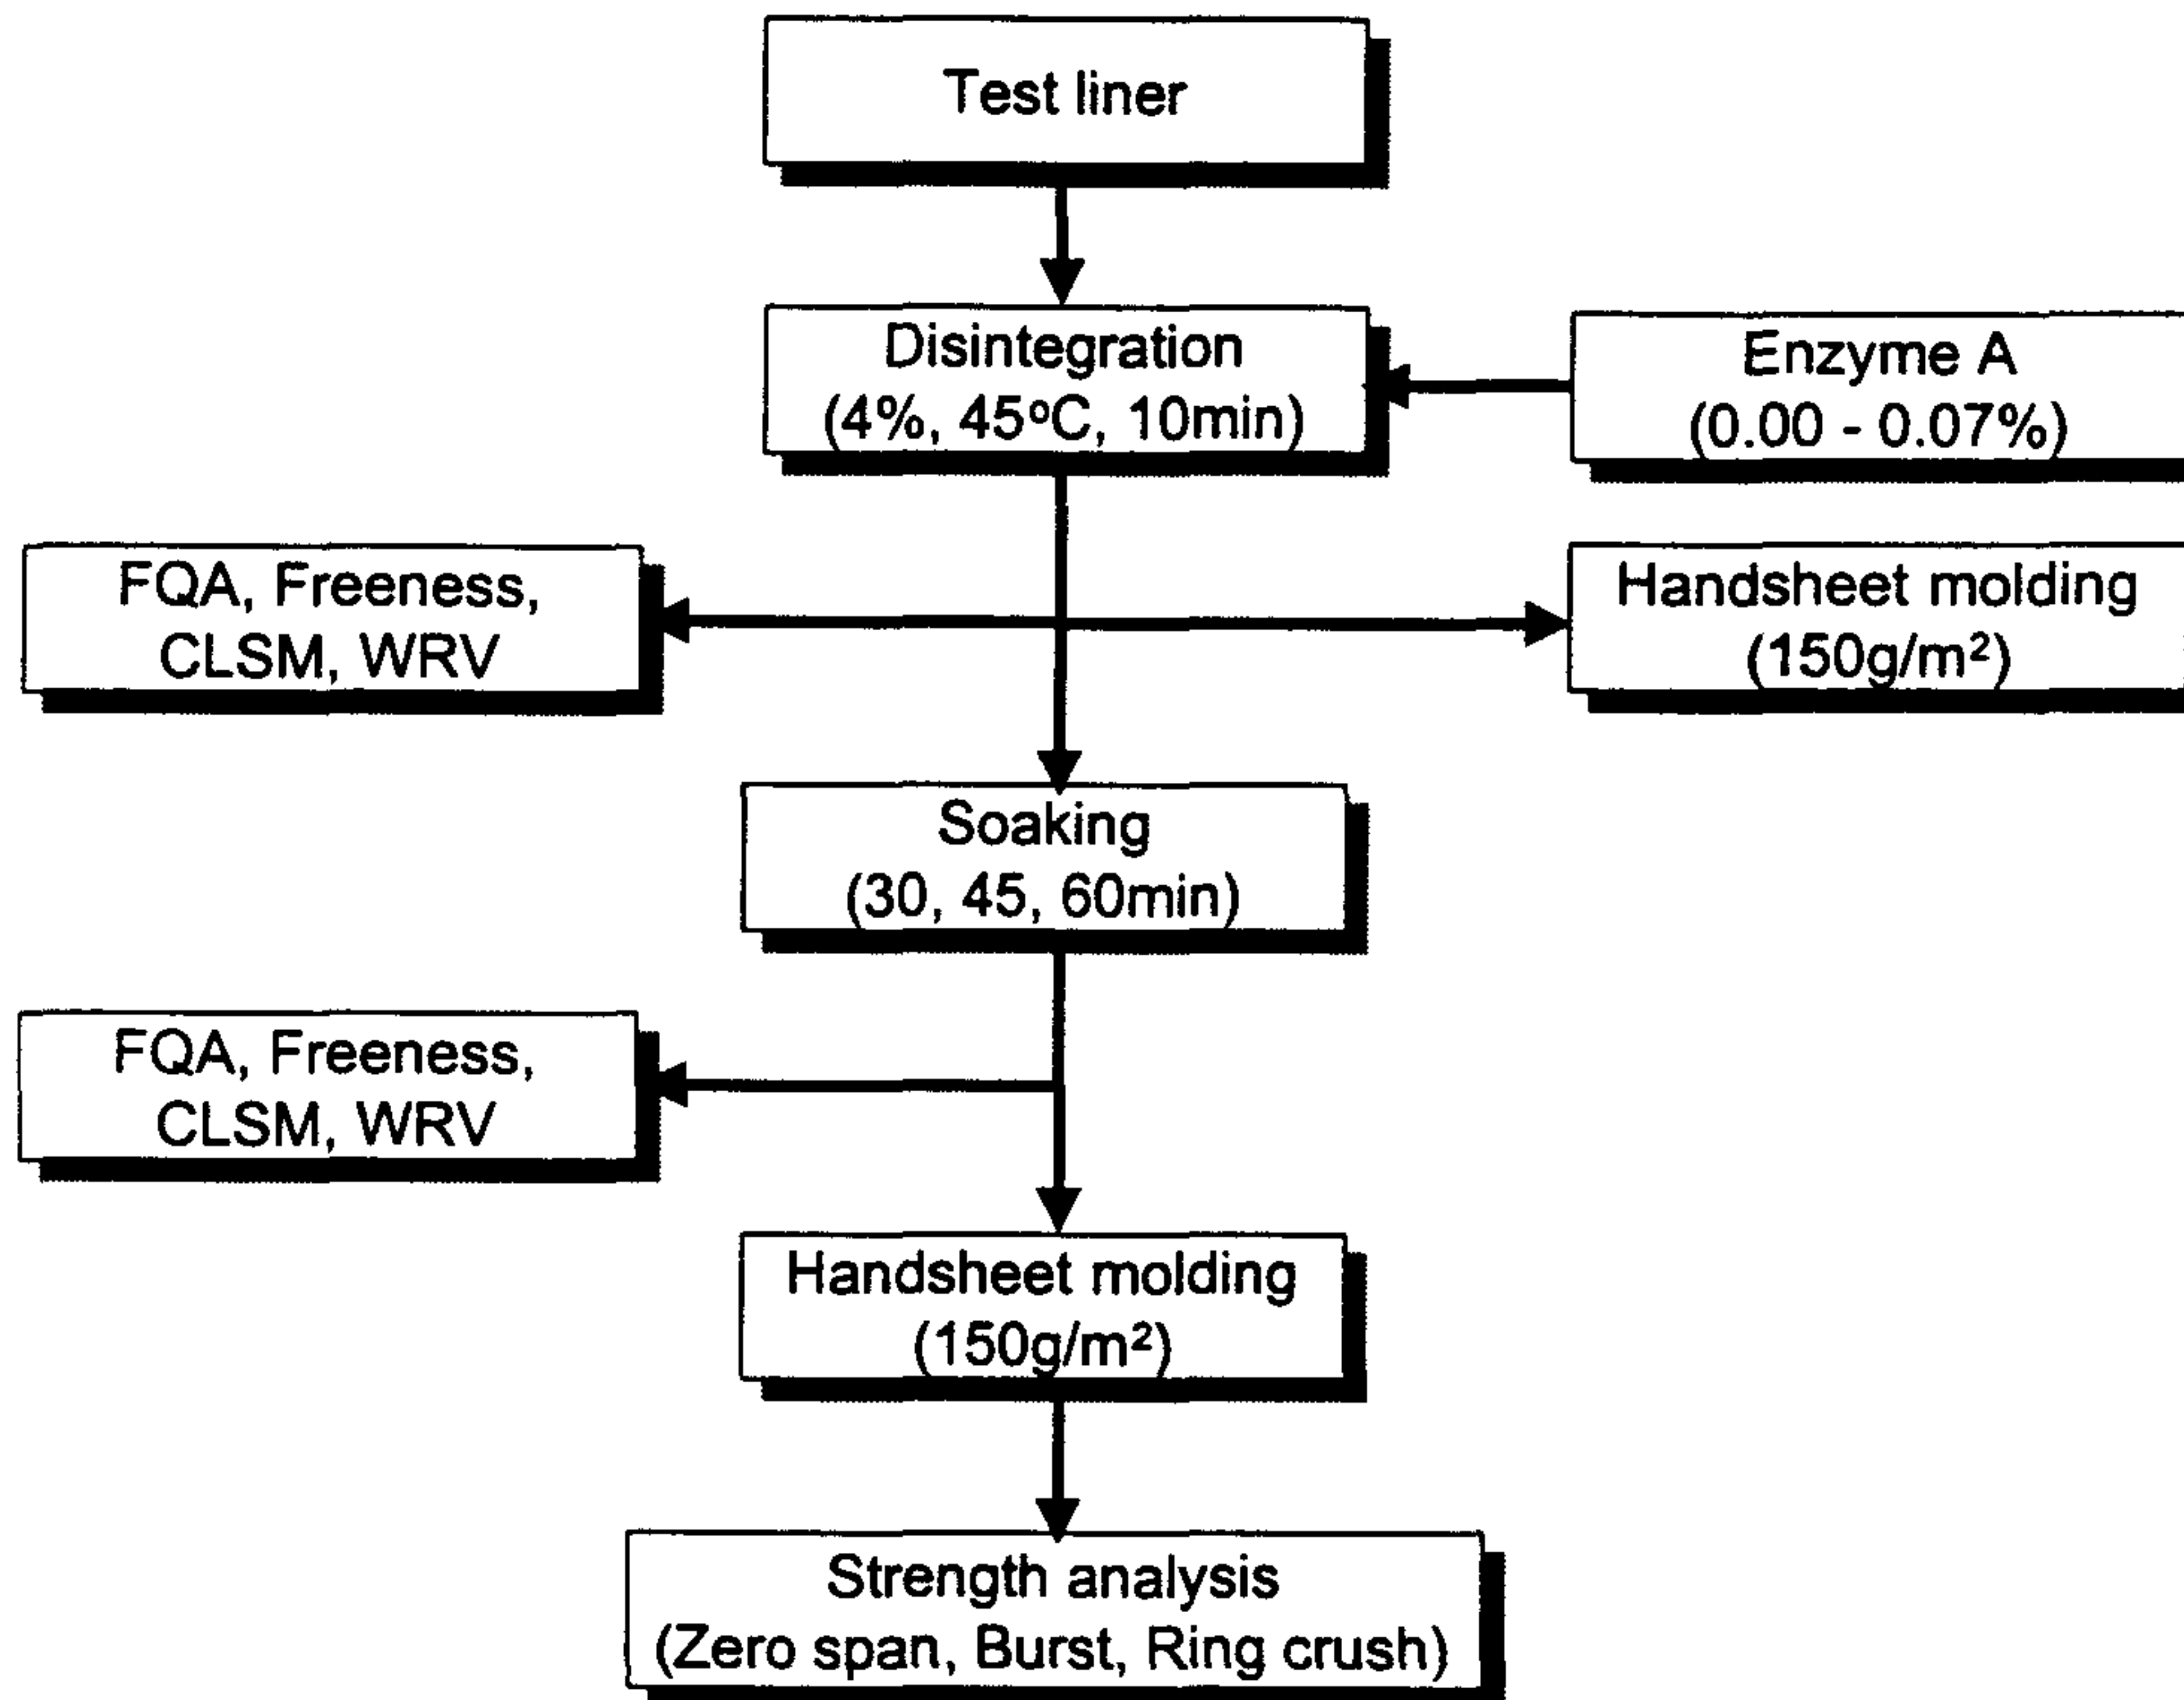 Test liner
Disintegration
(4%, 45°C, 10min)
Enzyme A
(0.00 - 0.07%)
FQA, Freeness,
CLSM, WRV
Handsheet molding
(150g/m²)
Soaking
(30, 45, 60min)
FQA, Freeness,
CLSM, WRV
Handsheet molding
(150g/m²)
Strength analysis
(Zero span, Burst, Ring crush)